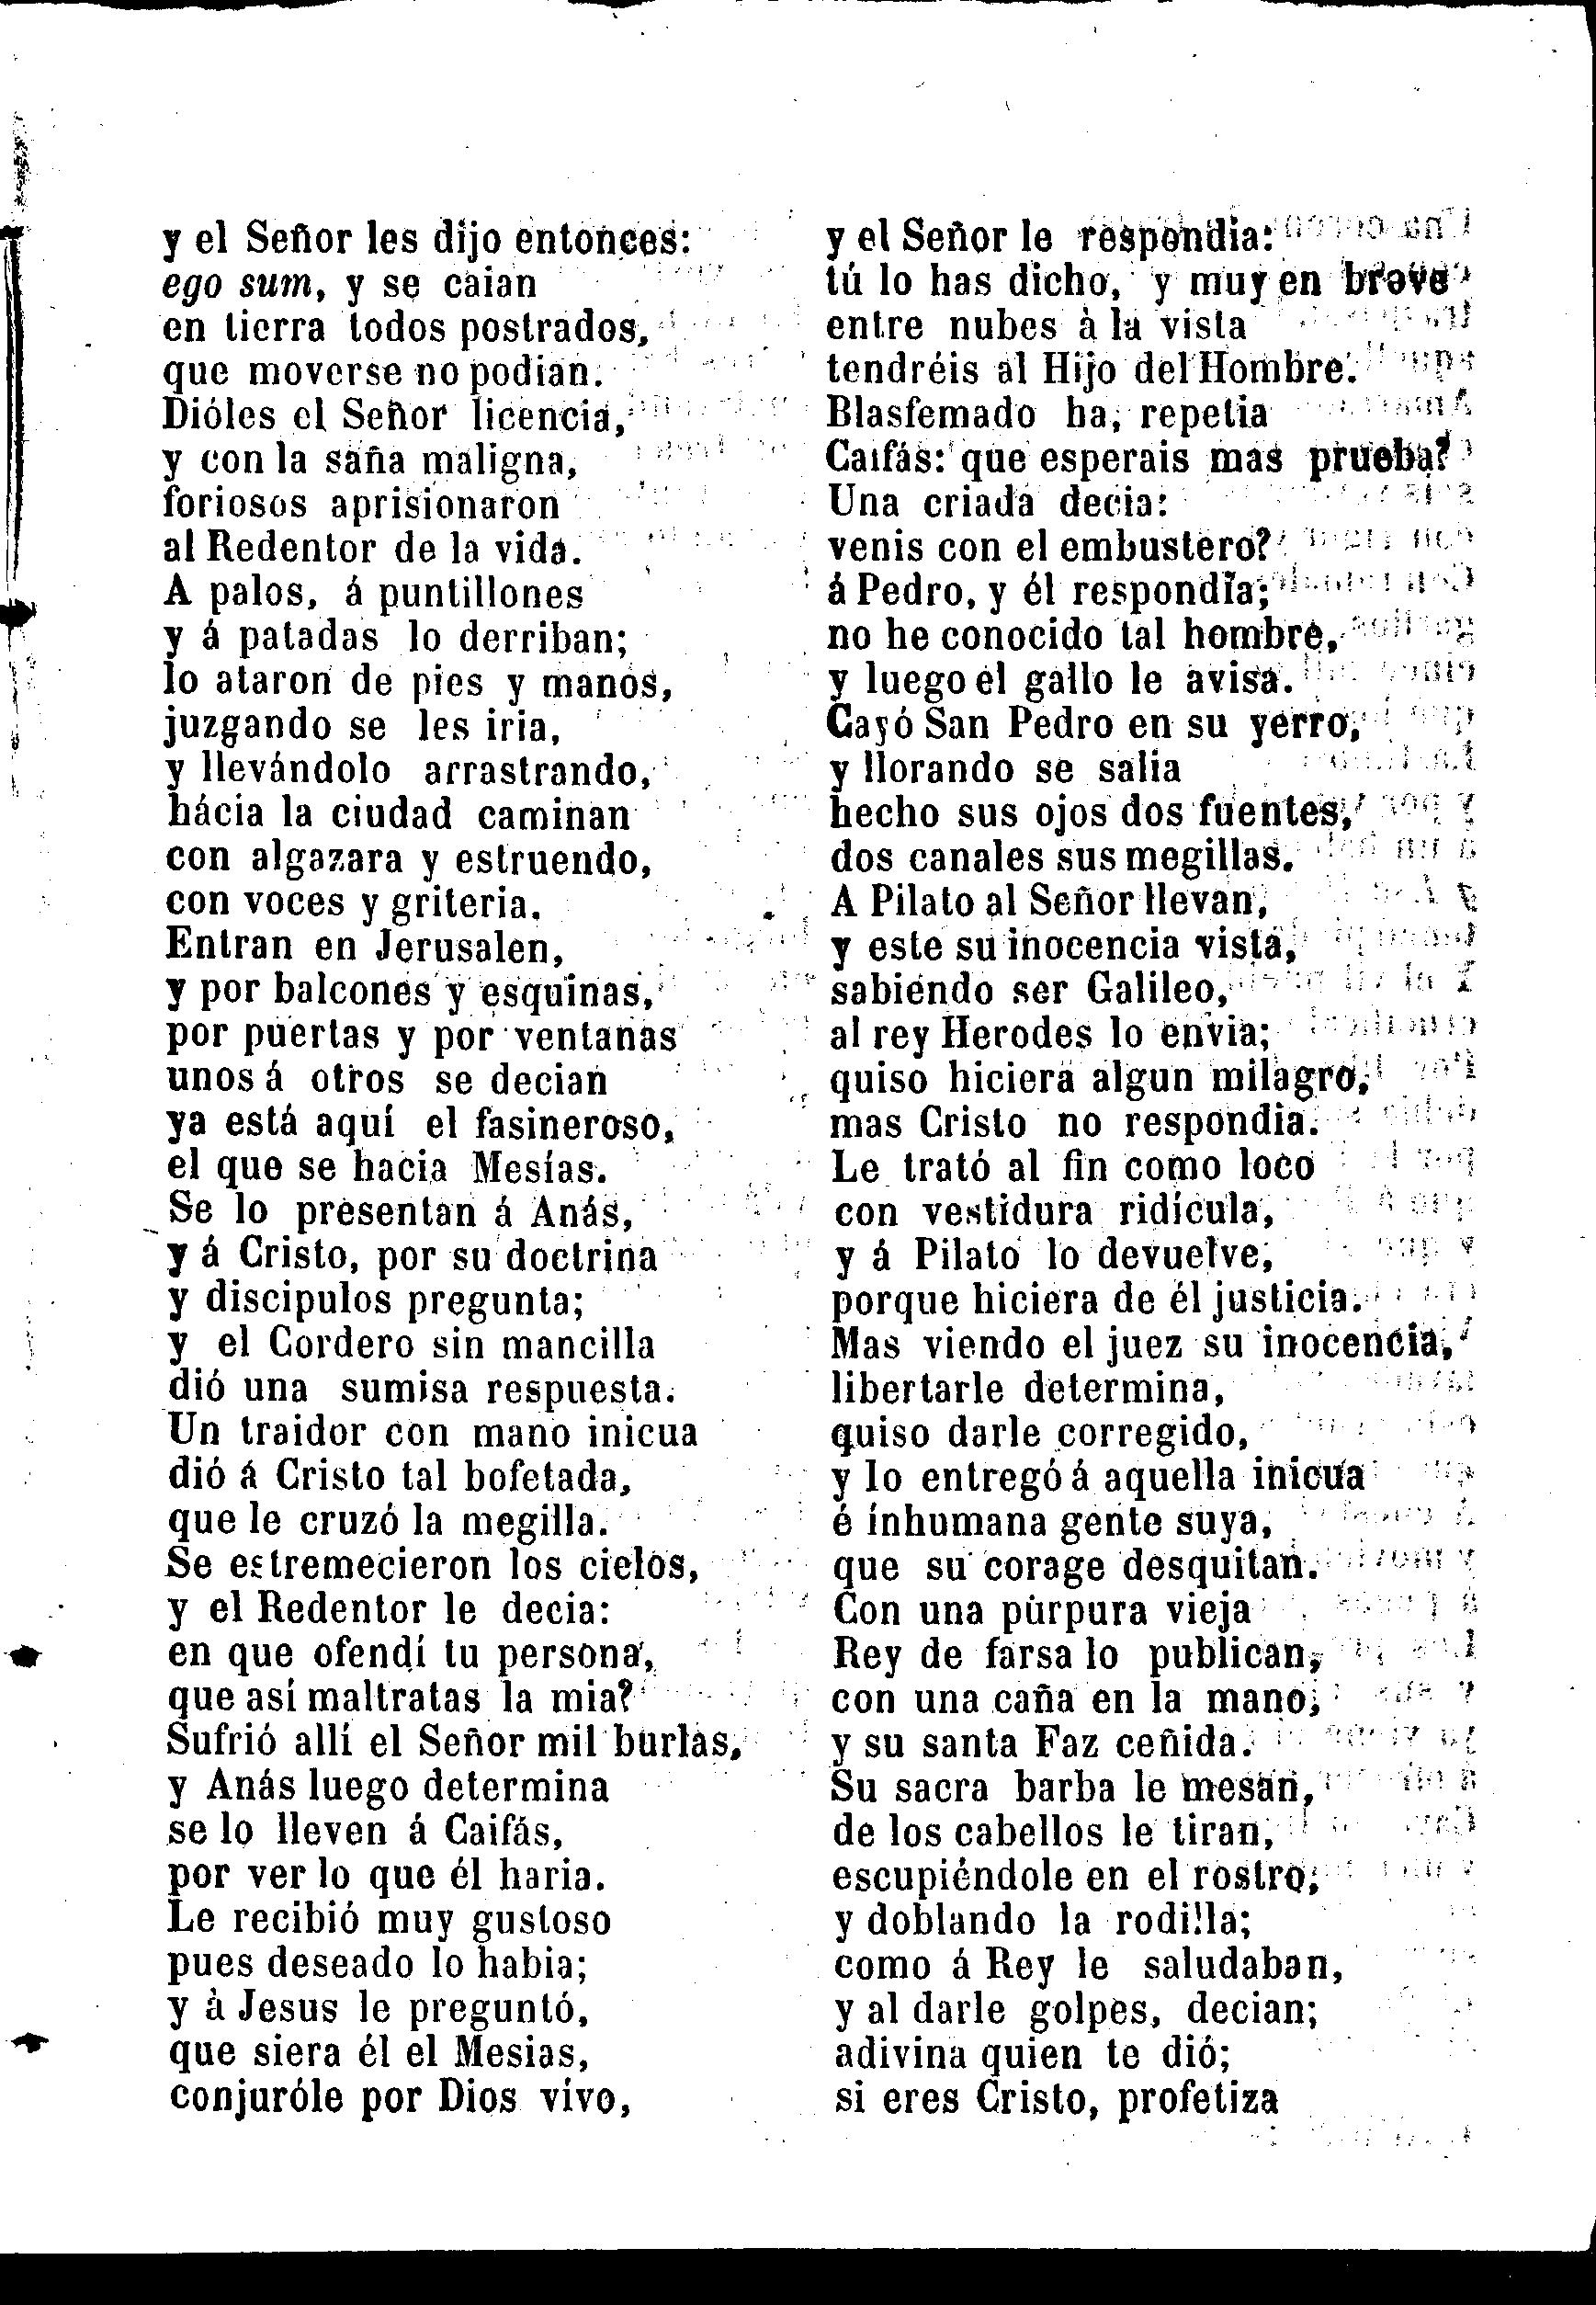 y el Señor les dijo entonces:
ego sum, y se caian
en tierra todos postrados,
que moverse no podian.
Dióles el Señor licencia,
y con la saña maligna,
foriosos aprisionaron
al Redentor de la vida.
A palos, á puntillones
y á patadas lo derriban;
lo ataron de pies y manos,
juzgando se les iria,
y llevándolo arrastrando,
hácia la ciudad caminan
con algazara y estruendo,
con voces y griteria.
Entran en Jerusalen,
y por balcones y esquinas,
por puertas y por ventanas
unos á otros se decian
ya está aquí el fasineroso,
el que se hacia Mesías.
Se lo presentan á Anás,
y á Cristo, por su doctrina
y discipulos pregunta;
y el Cordero sin mancilla
dió una sumisa respuesta.
Un traidor con mano inicua
dió á Cristo tal bofetada,
que le cruzó la megilla.
Se estremecieron los cielos,
y el Redentor le decia:
en que ofendí tu persona,
que así maltratas la mia?
Sufrió allí el Señor mil burlas,
y Anás luego determina
se lo lleven á Caifás,
por ver lo que él haria.
Le recibió muy gustoso
pues deseado lo habia;
y à Jesus le preguntó,
que siera él el Mesias,
conjuróle por Dios vívo,
y el Señor le respondia:
tú lo has dicho, y muy en breve
entre nubes à la vista
tendréis al Hijo del Hombre.
Blasfemado ha, repetia
Caifás: que esperais mas prueba?
Una criada decia:
venis con el embustero?
á Pedro, y él respondía;
no he conocido tal hombre,
y luego el gallo le avisa.
Cayó San Pedro en su yerro,
y llorando se salia
hecho sus ojos dos fuentes,
dos canales sus megillas.
A Pilato al Señor llevan,
y este su inocencia vista,
sabiendo ser Galileo,
al rey Herodes lo envia;
quiso hiciera algun milagro,
mas Cristo no respondia.
Le trató al fin como loco
con vestidura ridícula,
y á Pilato lo devuelve,
porque hiciera de él justicia.
Mas viendo el juez su inocencia,
libertarle determina,
quiso darle corregido,
y lo entregó á aquella inicua
é ínhumana gente suya,
que su corage desquitan.
Con una pùrpura vieja
Rey de farsa lo publican,
con una caña en la mano,
y su santa Faz ceñida.
Su sacra barba le mesan,
de los cabellos le tiran,
escupiéndole en el rostro,
y doblando la rodilla;
como á Rey le saludaban,
y al darle golpes, decian;
adivina quien te dió;
si eres Cristo, profetiza